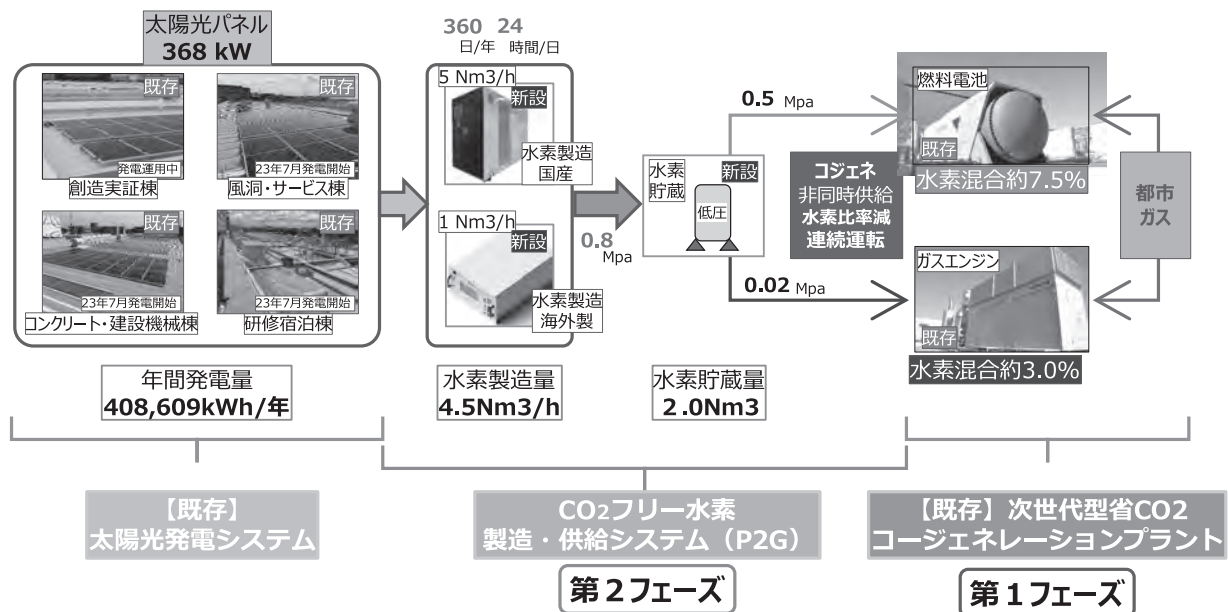 太陽光パネル
368 kW
既存
発電運用中
創造実証棟
既存
23年7月発電開始
風洞・サービス棟
既存
23年7月発電開始
コンクリート・建設機械棟
既存
23年7月発電開始
研修宿泊棟
年間発電量
408,609kWh/年
360 24
日/年 時間/日
5 Nm3/h
新設
水素製造
国産
1 Nm3/h
新設
水素製造
海外製
水素製造量
4.5Nm3/h
0.8
Mpa
水素
貯蔵
新設
低圧
水素貯蔵量
2.0Nm3
0.5 Mpa
0.02 Mpa
コジェネ
非同時供給
水素比率減
連続運転
燃料電池
既存
水素混合約7.5%
ガスエンジン
既存
水素混合約3.0%
都市
ガス
【既存】
太陽光発電システム
CO2フリー水素
製造・供給システム（P2G）
第2フェーズ
【既存】次世代型省CO2
コージェネレーションプラント
第1フェーズ